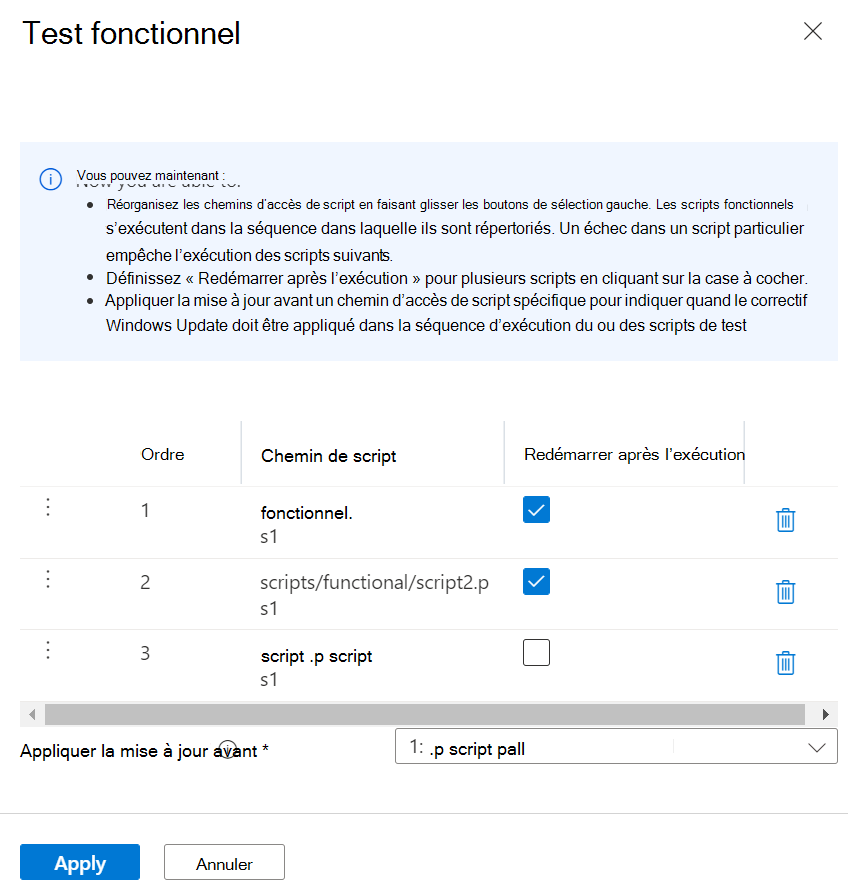 Test fonctionnel
Vous pouvez maintenant :
Now you are able to:
Réorganisez les chemins d'accès de script en faisant glisser les boutons de sélection gauche. Les scripts fonctionnels
s'exécutent dans la séquence dans laquelle ils sont répertoriés. Un échec dans un script particulier
empêche l'exécution des scripts suivants.
Définissez « Redémarrer après l'exécution » pour plusieurs scripts en cliquant sur la case à cocher.
Appliquer la mise à jour avant un chemin d'accès de script spécifique pour indiquer quand le correctif
Windows Update doit être appliqué dans la séquence d'exécution du ou des scripts de test
Ordre Chemin de script Redémarrer après l'exécution
1 fonctionnel.
s1
2 scripts/functional/script2.p
s1
3 script .p script
s1
Appliquer la mise à jour avant * 1: .p script pall
Apply Annuler